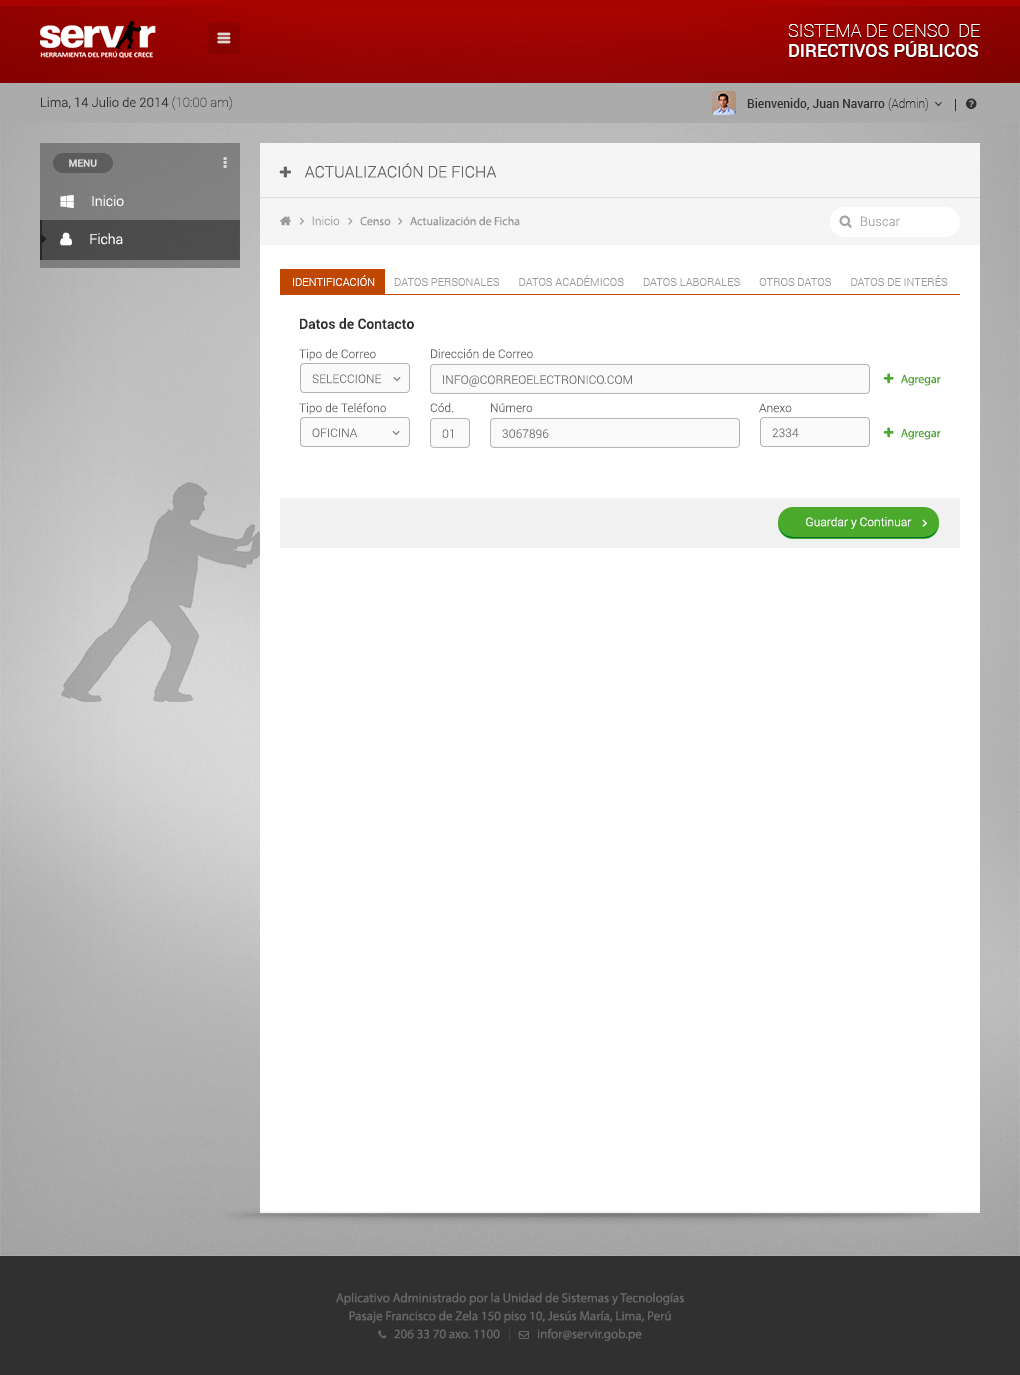 servir
HERRAMIENTA DEL PERÚ QUE CRECE
SISTEMA DE CENSO DE
DIRECTIVOS PÚBLICOS
Lima, 14 Julio de 2014 (10:00 am)
Bienvenido, Juan Navarro (Admin) |
MENU
Inicio
Ficha
ACTUALIZACIÓN DE FICHA
Inicio > Censo > Actualización de Ficha
Buscar
IDENTIFICACIÓN DATOS PERSONALES DATOS ACADÉMICOS DATOS LABORALES OTROS DATOS DATOS DE INTERÉS
Datos de Contacto
Tipo de Correo Dirección de Correo
SELECCIONE INFO@CORREOELECTRONICO.COM + Agregar
Tipo de Teléfono Cód. Número Anexo
OFICINA 01 3067896 2334 + Agregar
Guardar y Continuar >
Aplicativo Administrado por la Unidad de Sistemas y Tecnologías
Pasaje Francisco de Zela 150 piso 10, Jesús María, Lima, Perú
206 33 70 axo. 1100 | infor@servir.gob.pe